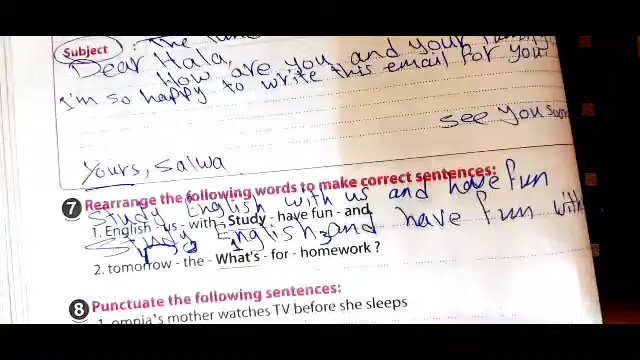 Subject : The
Dear Hala,
How are you and your family
I'm so happy to write this email for you.
see you soon
Yours, Salwa
7 Rearrange the following words to make correct sentences:
Study English with us and have fun
1. English - us - with - Study - have fun - and.
Study English and have fun with
2. tomorrow - the - What's - for - homework ?
8 Punctuate the following sentences:
1. omnia's mother watches TV before she sleeps